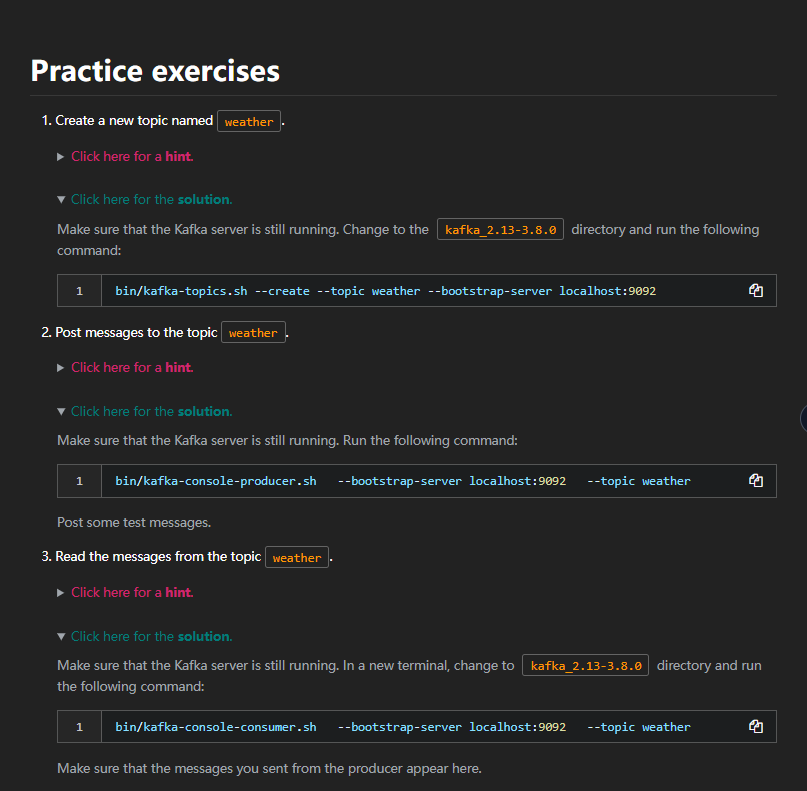 Practice exercises
1. Create a new topic named weather.
Click here for a hint.
Click here for the solution.
Make sure that the Kafka server is still running. Change to the kafka_2.13-3.8.0 directory and run the following
command:
1 bin/kafka-topics.sh --create --topic weather --bootstrap-server localhost:9092
2. Post messages to the topic weather.
Click here for a hint.
Click here for the solution.
Make sure that the Kafka server is still running. Run the following command:
1 bin/kafka-console-producer.sh   --bootstrap-server localhost:9092   --topic weather
Post some test messages.
3. Read the messages from the topic weather.
Click here for a hint.
Click here for the solution.
Make sure that the Kafka server is still running. In a new terminal, change to kafka_2.13-3.8.0 directory and run
the following command:
1 bin/kafka-console-consumer.sh   --bootstrap-server localhost:9092   --topic weather
Make sure that the messages you sent from the producer appear here.